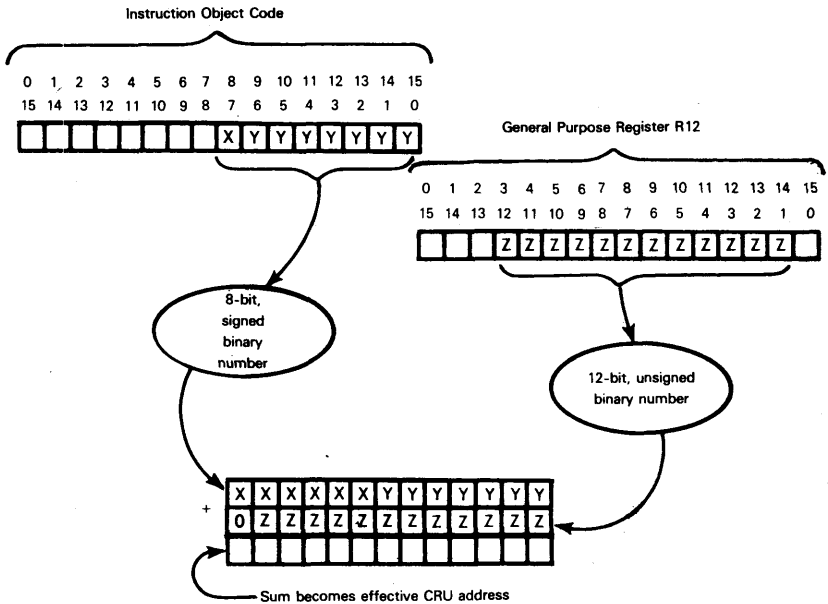 Instruction Object Code
0 1 2 3 4 5 6 7 8 9 10 11 12 13 14 15
15 14 13 12 11 10 9 8 7 6 5 4 3 2 1 0
X Y Y Y Y Y Y Y
General Purpose Register R12
0 1 2 3 4 5 6 7 8 9 10 11 12 13 14 15
15 14 13 12 11 10 9 8 7 6 5 4 3 2 1 0
Z Z Z Z Z Z Z Z Z Z Z Z
8-bit,
signed
binary
number
12-bit, unsigned
binary number
X X X X X X Y Y Y Y Y Y Y
+
0 Z Z Z Z Z Z Z Z Z Z Z Z
Sum becomes effective CRU address